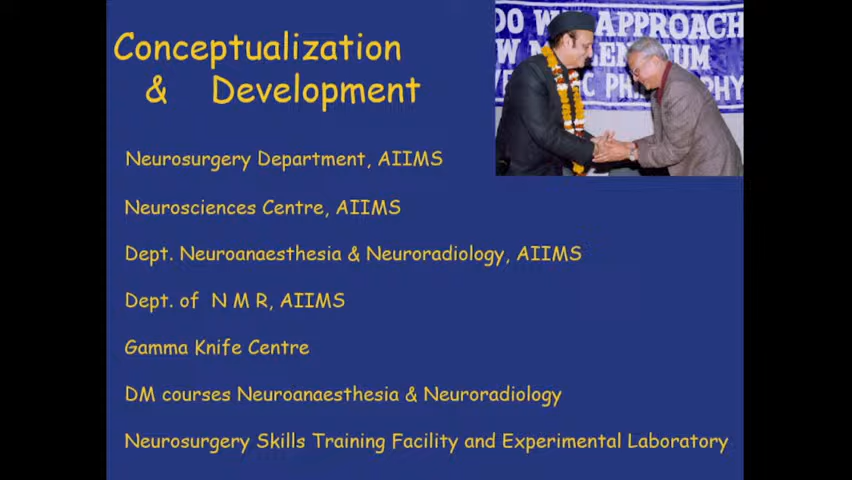 Conceptualization
& Development
Neurosurgery Department, AIIMS
Neurosciences Centre, AIIMS
Dept. Neuroanaesthesia & Neuroradiology, AIIMS
Dept. of N M R, AIIMS
Gamma Knife Centre
DM courses Neuroanaesthesia & Neuroradiology
Neurosurgery Skills Training Facility and Experimental Laboratory
APPROACH